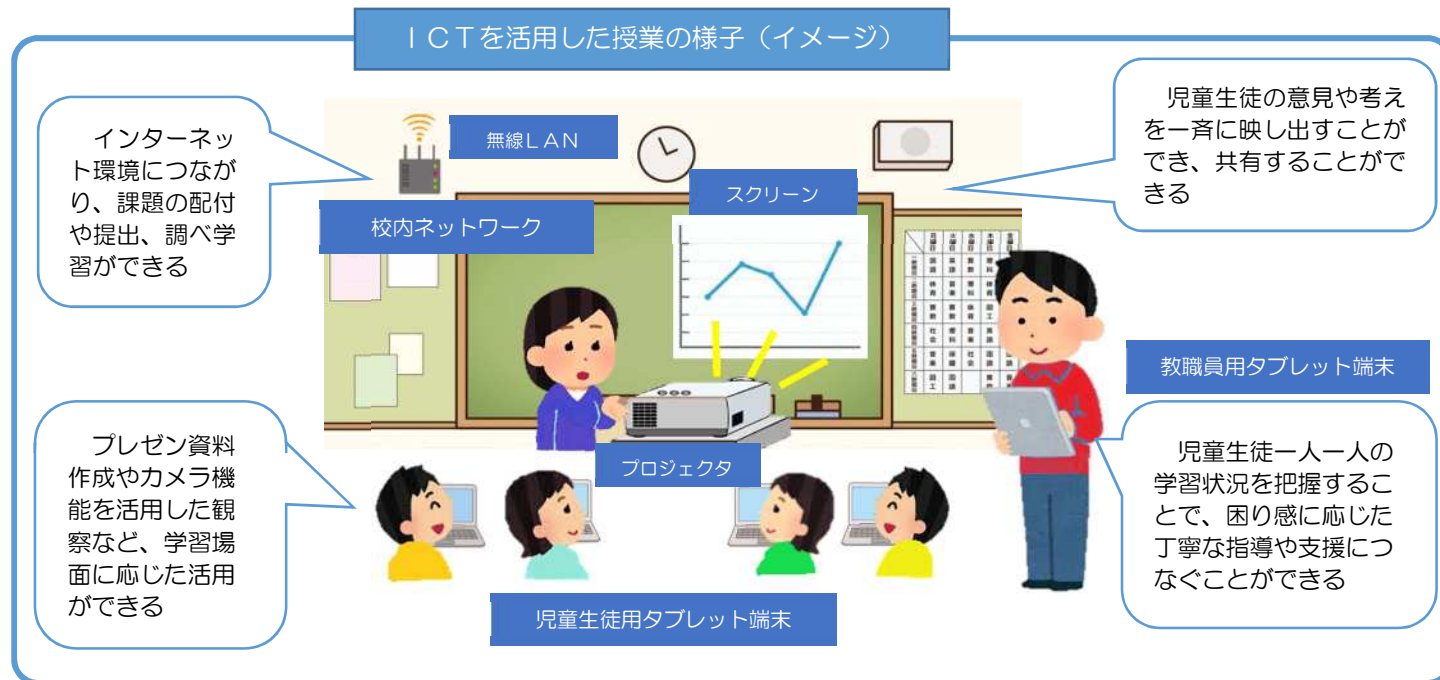 ＩＣＴを活用した授業の様子（イメージ）
インターネッ
ト環境につなが
り、課題の配付
や提出、調べ学
習ができる
無線ＬＡＮ
校内ネットワーク
スクリーン
児童生徒の意見や考え
を一斉に映し出すことが
でき、共有することがで
きる
教職員用タブレット端末
児童生徒一人一人の
学習状況を把握するこ
とで、困り感に応じた
丁寧な指導や支援につ
なぐことができる
プレゼン資料
作成やカメラ機
能を活用した観
察など、学習場
面に応じた活用
ができる
プロジェクタ
児童生徒用タブレット端末